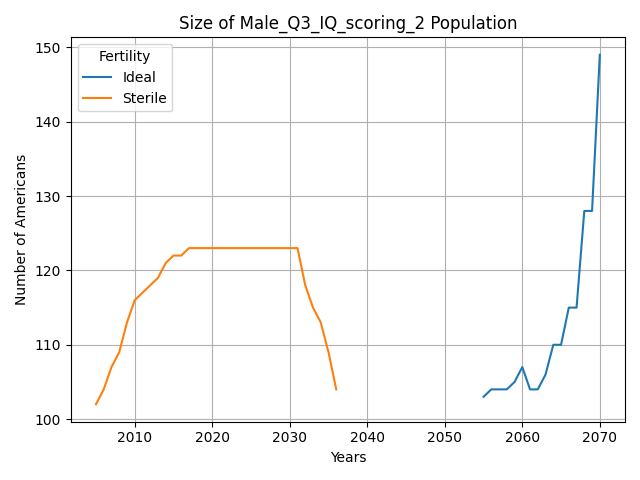 Size of Male_Q3_IQ_scoring_2 Population
Fertility
Ideal
Sterile
Number of Americans
150
140
130
120
110
100
2010 2020 2030 2040 2050 2060 2070
Years